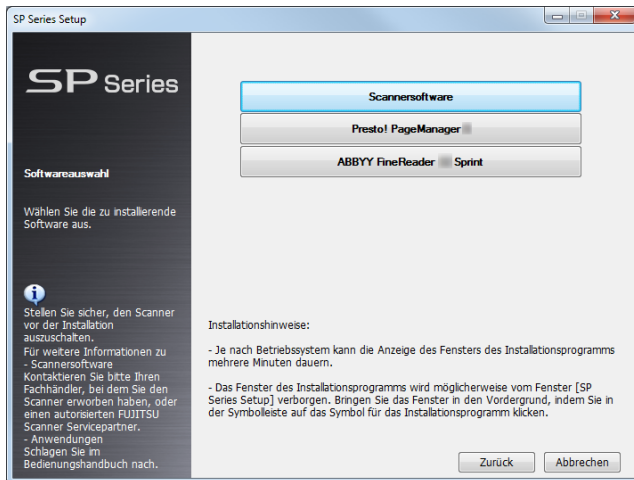 SP Series Setup
SP Series
Softwareauswahl
Wählen Sie die zu installierende
Software aus.
Stellen Sie sicher, den Scanner
vor der Installation
auszuschalten.
Für weitere Informationen zu
- Scannersoftware
Kontaktieren Sie bitte Ihren
Fachhändler, bei dem Sie den
Scanner erworben haben, oder
einen autorisierten FUJITSU
Scanner Servicepartner.
- Anwendungen
Schlagen Sie im
Bedienungshandbuch nach.
Scannersoftware
Presto! PageManager
ABBYY FineReader Sprint
Installationshinweise:
- Je nach Betriebssystem kann die Anzeige des Fensters des Installationsprogramms
mehrere Minuten dauern.
- Das Fenster des Installationsprogramms wird möglicherweise vom Fenster [SP
Series Setup] verborgen. Bringen Sie das Fenster in den Vordergrund, indem Sie in
der Symbolleiste auf das Symbol für das Installationsprogramm klicken.
Zurück
Abbrechen